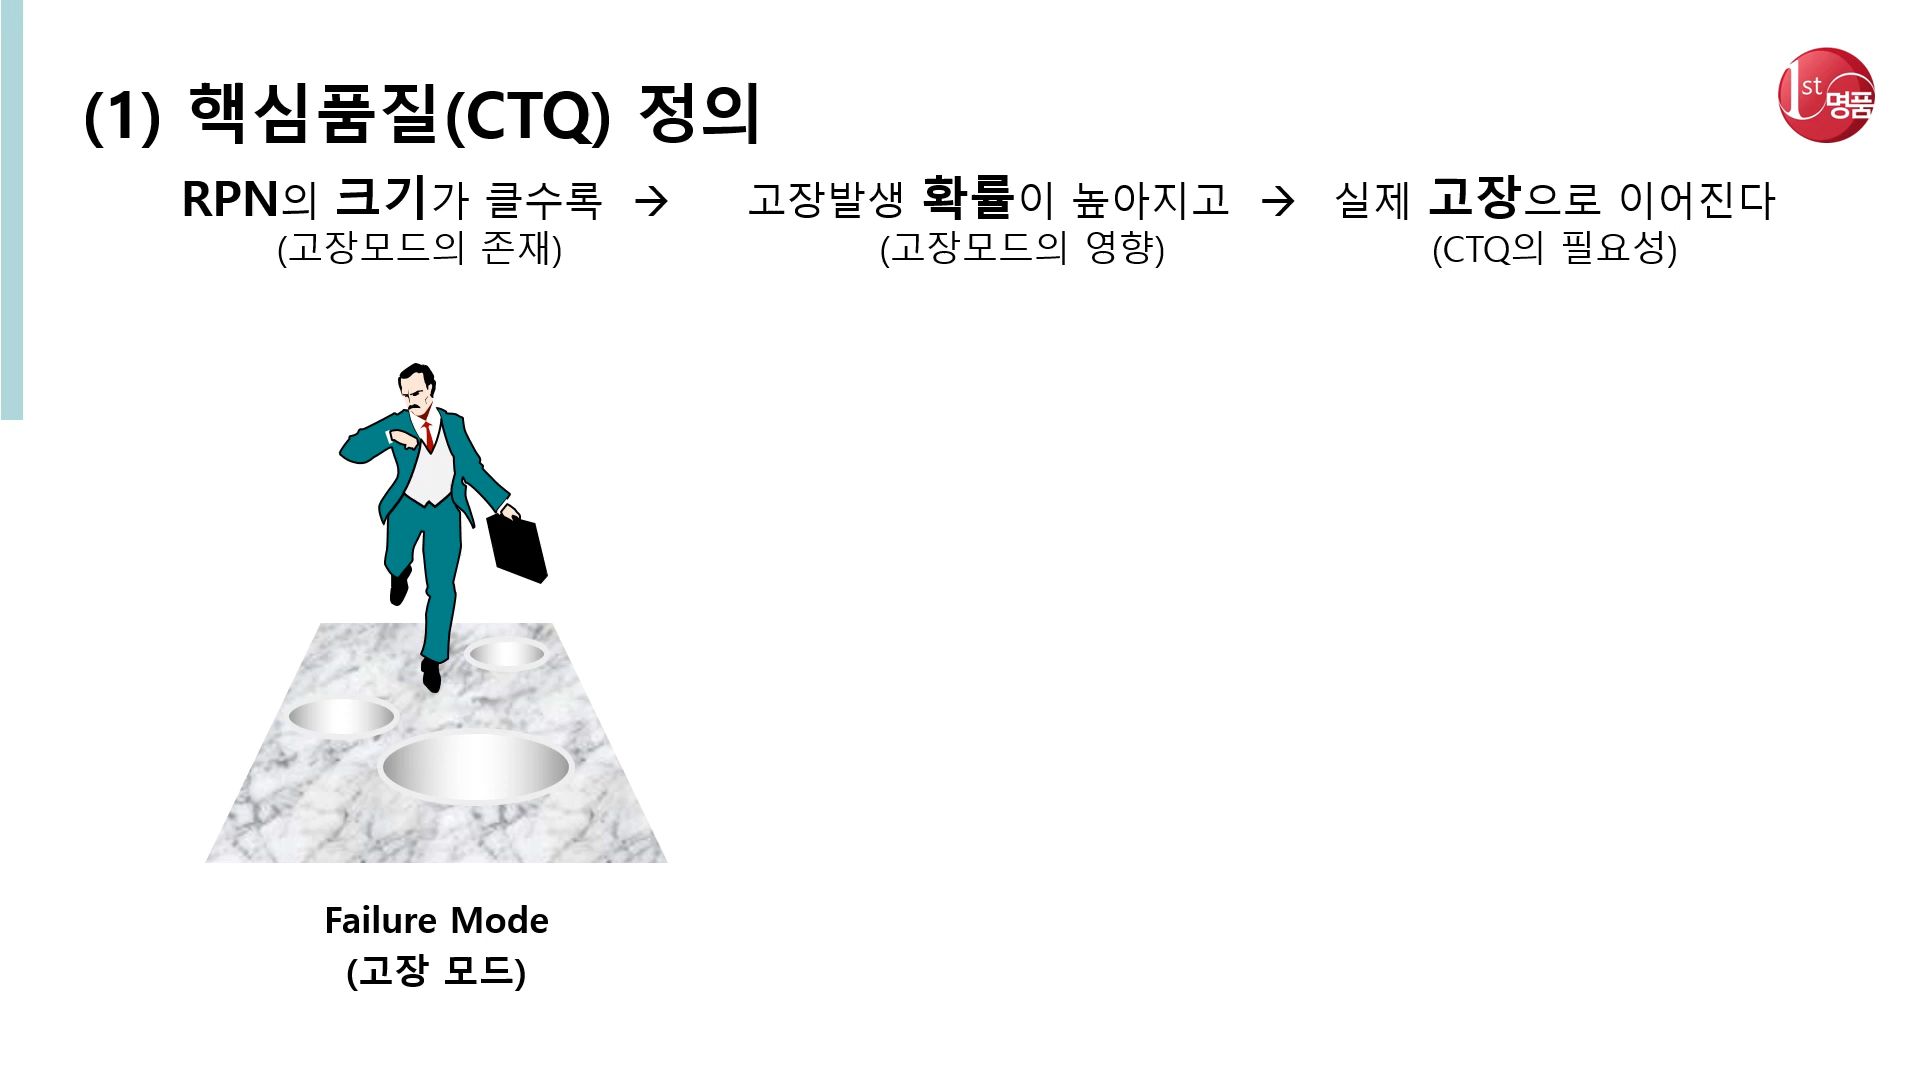 (1) 핵심품질(CTQ) 정의
1st 명품
RPN의 크기가 클수록 → 고장발생 확률이 높아지고 → 실제 고장으로 이어진다
(고장모드의 존재) (고장모드의 영향) (CTQ의 필요성)
Failure Mode
(고장 모드)